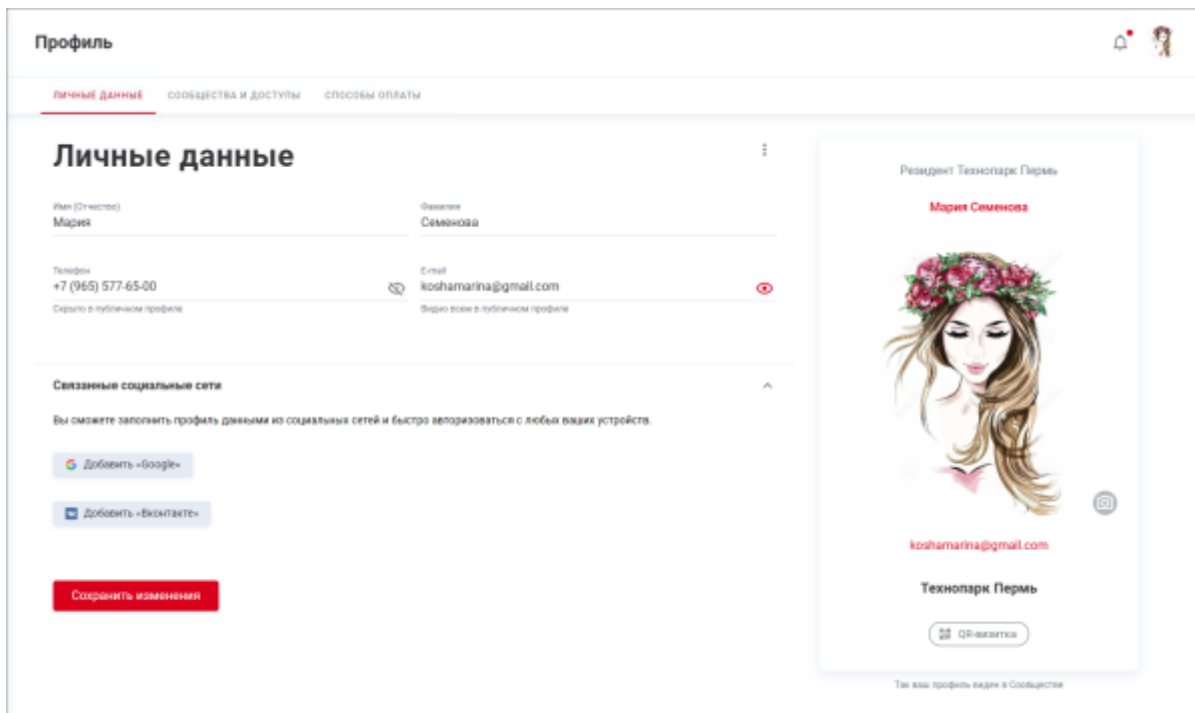 Профиль
ЛИЧНЫЕ ДАННЫЕ СООБЩЕСТВА И ДОСТУПЫ СПОСОБЫ ОПЛАТЫ
Личные данные
Имя (Отчество) Фамилия
Мария Семенова
Телефон E-mail
+7 (965) 577-65-00 koshamarina@gmail.com
Скрыто в публичном профиле Видно всем в публичном профиле
Связанные социальные сети
Вы сможете заполнить профиль данными из социальных сетей и быстро авторизоваться с любых ваших устройств.
Добавить «Google»
Добавить «Вконтакте»
Сохранить изменения
Резидент Технопарк Пермь
Мария Семенова
koshamarina@gmail.com
Технопарк Пермь
QR-визитка
Так ваш профиль виден в Сообществе